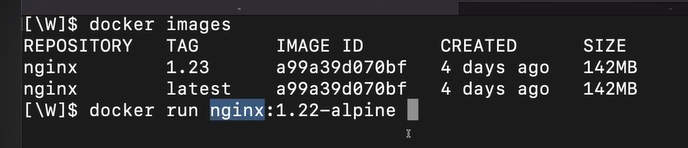 [\W]$ docker images
REPOSITORY TAG IMAGE ID CREATED SIZE
nginx 1.23 a99a39d070bf 4 days ago 142MB
nginx latest a99a39d070bf 4 days ago 142MB
[\W]$ docker run nginx:1.22-alpine